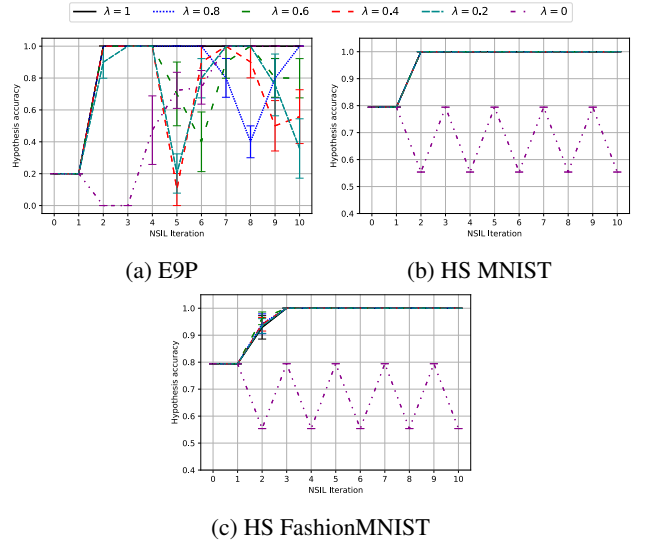 λ = 1 λ = 0.8 λ = 0.6 λ = 0.4 λ = 0.2 λ = 0
1.0
0.8
0.6
0.4
0.2
0.0
Hypothesis accuracy
0 1 2 3 4 5 6 7 8 9 10
NSIL Iteration
(a) E9P
1.0
0.9
0.8
0.7
0.6
0.5
0.4
Hypothesis accuracy
0 1 2 3 4 5 6 7 8 9 10
NSIL Iteration
(b) HS MNIST
1.0
0.9
0.8
0.7
0.6
0.5
0.4
Hypothesis accuracy
0 1 2 3 4 5 6 7 8 9 10
NSIL Iteration
(c) HS FashionMNIST